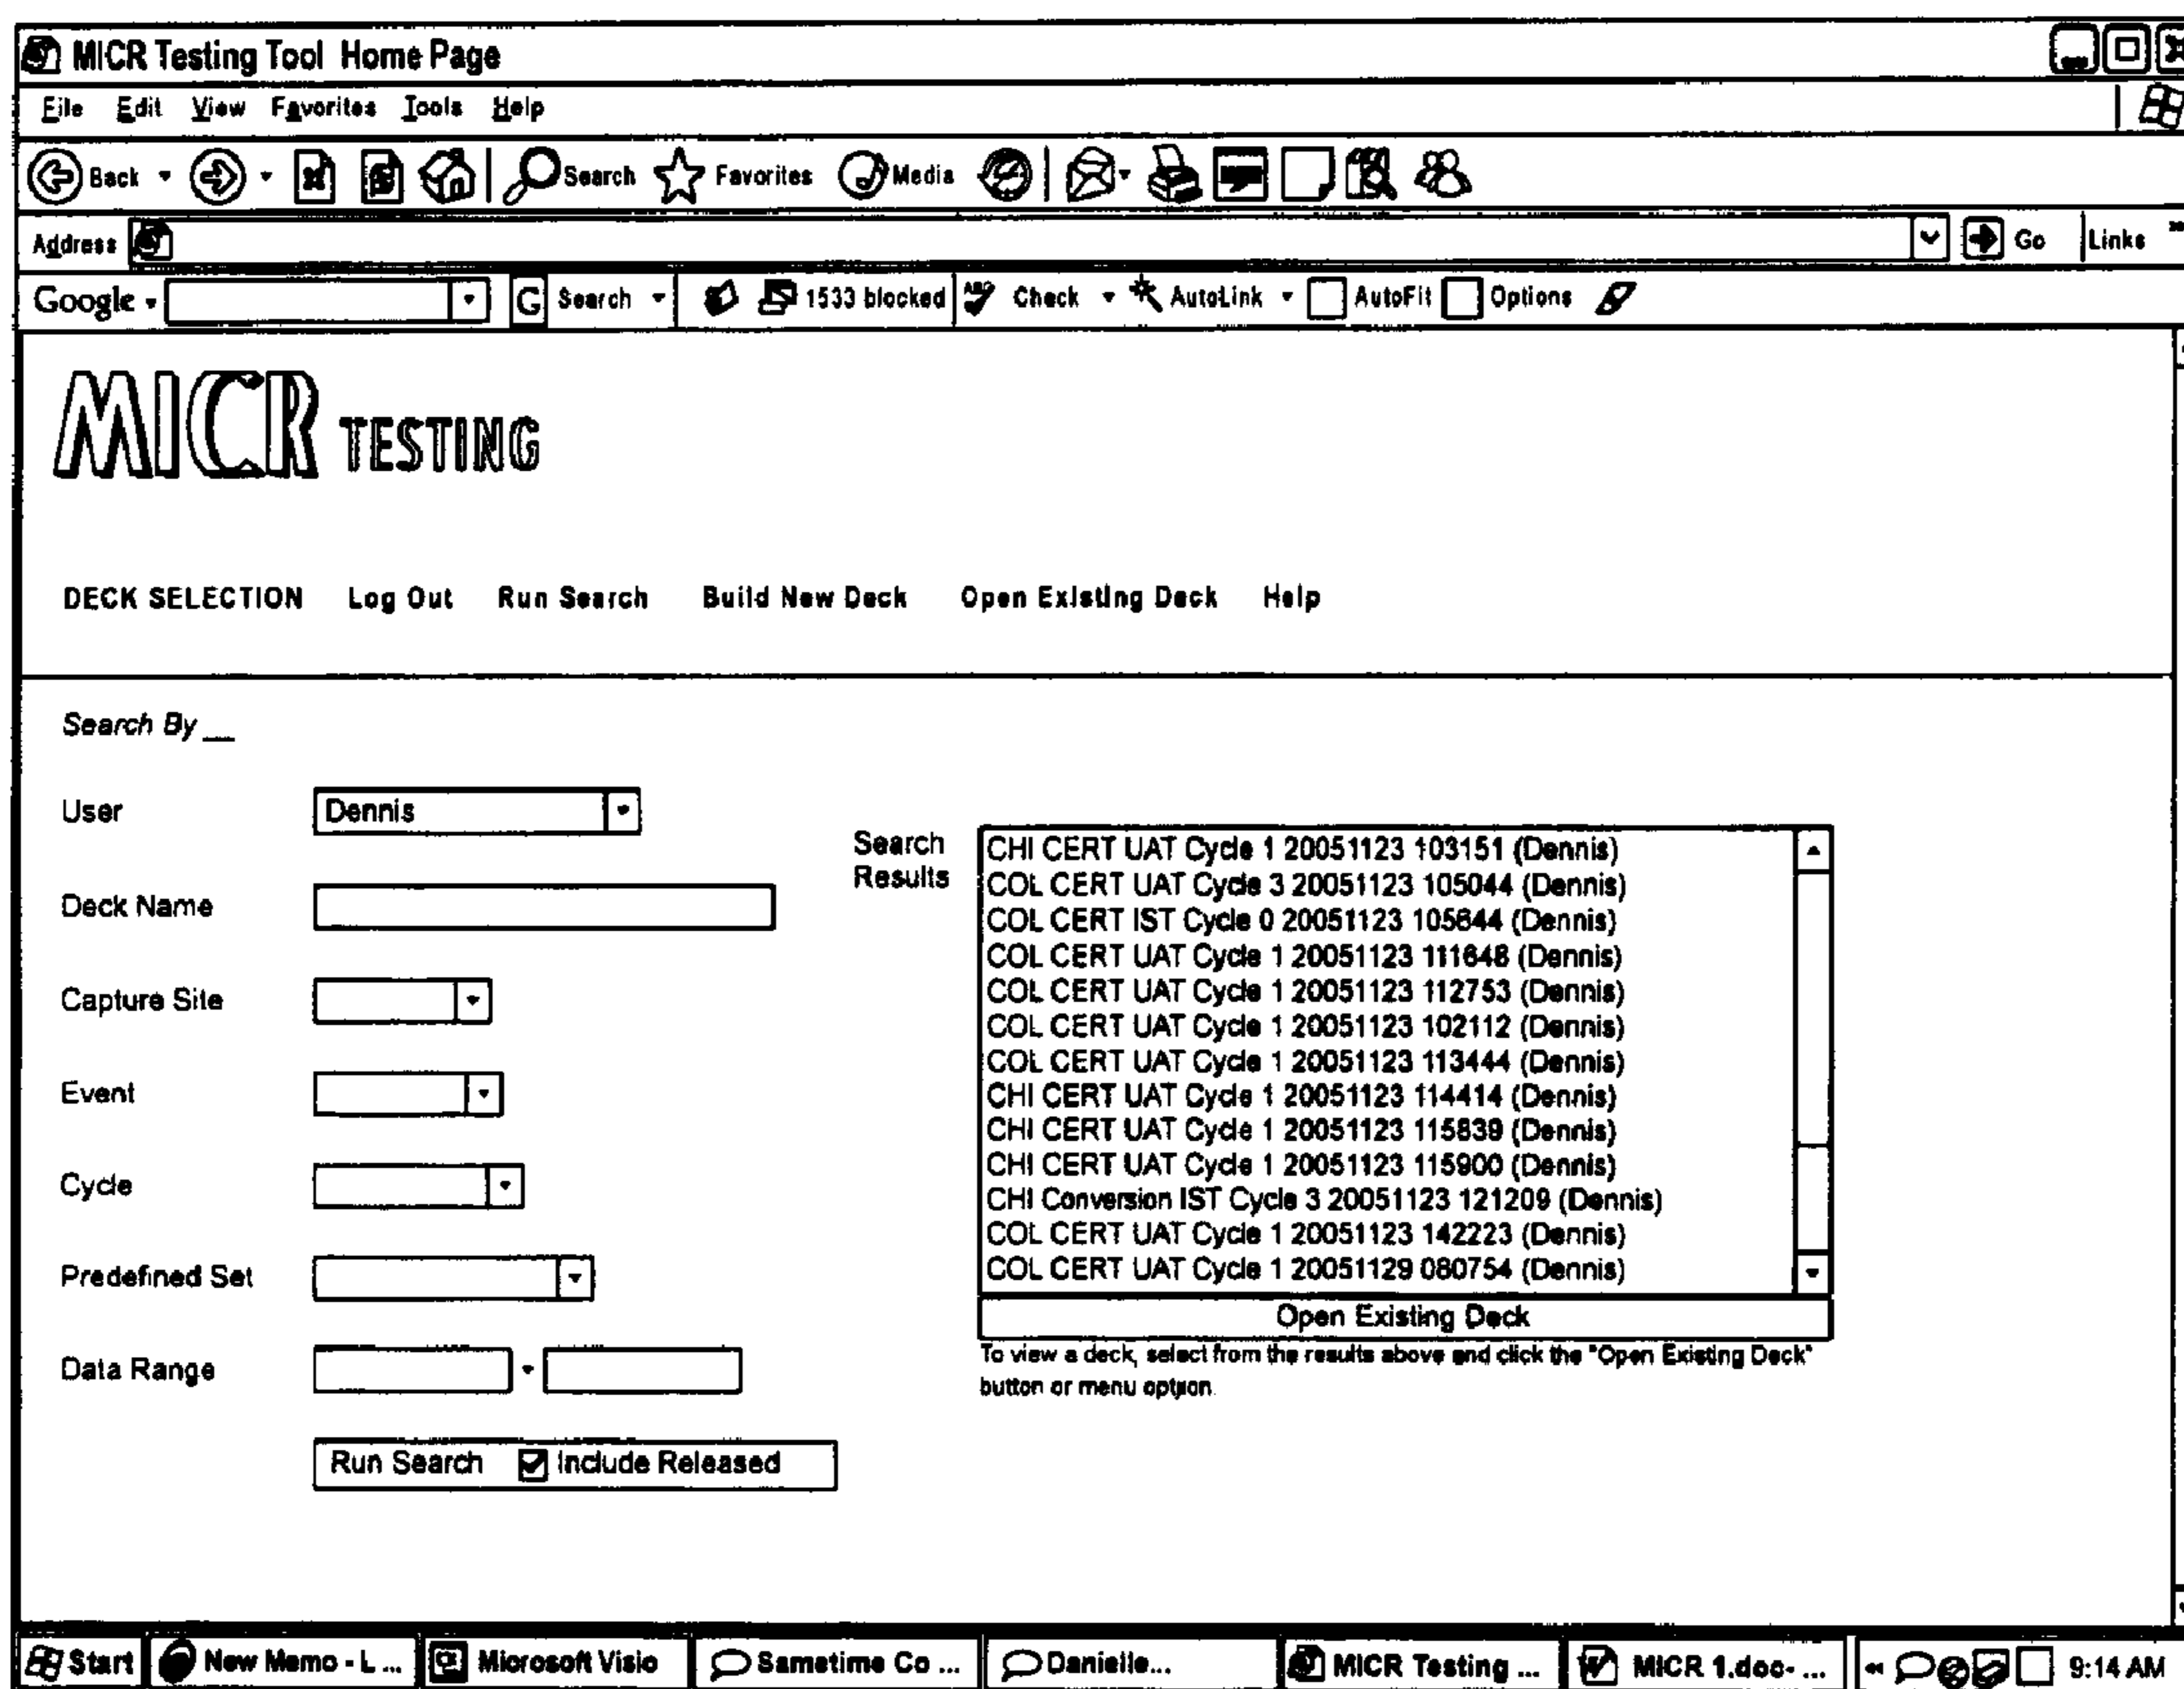 MICR Testing Tool Home Page
File Edit View Favorites Tools Help
Back Search Favorites Media
Address Go Links
Google G Search 1533 blocked ABC Check AutoLink AutoFil Options
MICR TESTING
DECK SELECTION Log Out Run Search Build New Deck Open Existing Deck Help
Search By __
User Dennis
Deck Name
Capture Site
Event
Cycle
Predefined Set
Data Range -
Run Search Include Released
Search Results
CHI CERT UAT Cycle 1 20051123 103151 (Dennis)
COL CERT UAT Cycle 3 20051123 105044 (Dennis)
COL CERT IST Cycle 0 20051123 105644 (Dennis)
COL CERT UAT Cycle 1 20051123 111648 (Dennis)
COL CERT UAT Cycle 1 20051123 112753 (Dennis)
COL CERT UAT Cycle 1 20051123 102112 (Dennis)
COL CERT UAT Cycle 1 20051123 113444 (Dennis)
CHI CERT UAT Cycle 1 20051123 114414 (Dennis)
CHI CERT UAT Cycle 1 20051123 115839 (Dennis)
CHI CERT UAT Cycle 1 20051123 115900 (Dennis)
CHI Conversion IST Cycle 3 20051123 121209 (Dennis)
COL CERT UAT Cycle 1 20051123 142223 (Dennis)
COL CERT UAT Cycle 1 20051129 080754 (Dennis)
Open Existing Deck
To view a deck, select from the results above and click the "Open Existing Deck"
button or menu option.
Start New Memo - L ... Microsoft Visio Sametime Co ... Danielle... MICR Testing ... MICR 1.doc- ... 9:14 AM